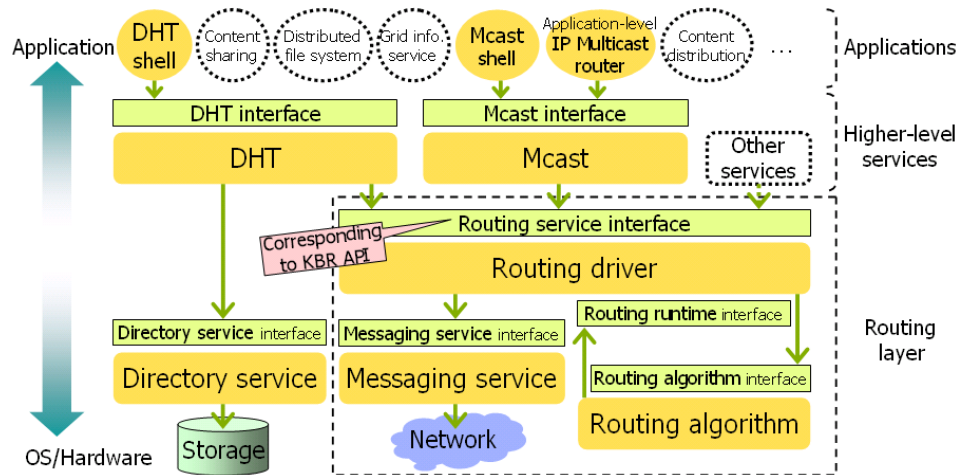 Application
DHT
shell
Content
sharing
Distributed
file system
Grid info.
service
Mcast
shell
Application-level
IP Multicast
router
Content
distribution
...
Applications
DHT interface
Mcast interface
DHT
Mcast
Other
services
Higher-level
services
Routing service interface
Corresponding
to KBR API
Routing driver
Routing runtime interface
Directory service interface
Messaging service interface
Routing
layer
Directory service
Messaging service
Routing algorithm interface
Routing algorithm
Storage
Network
OS/Hardware